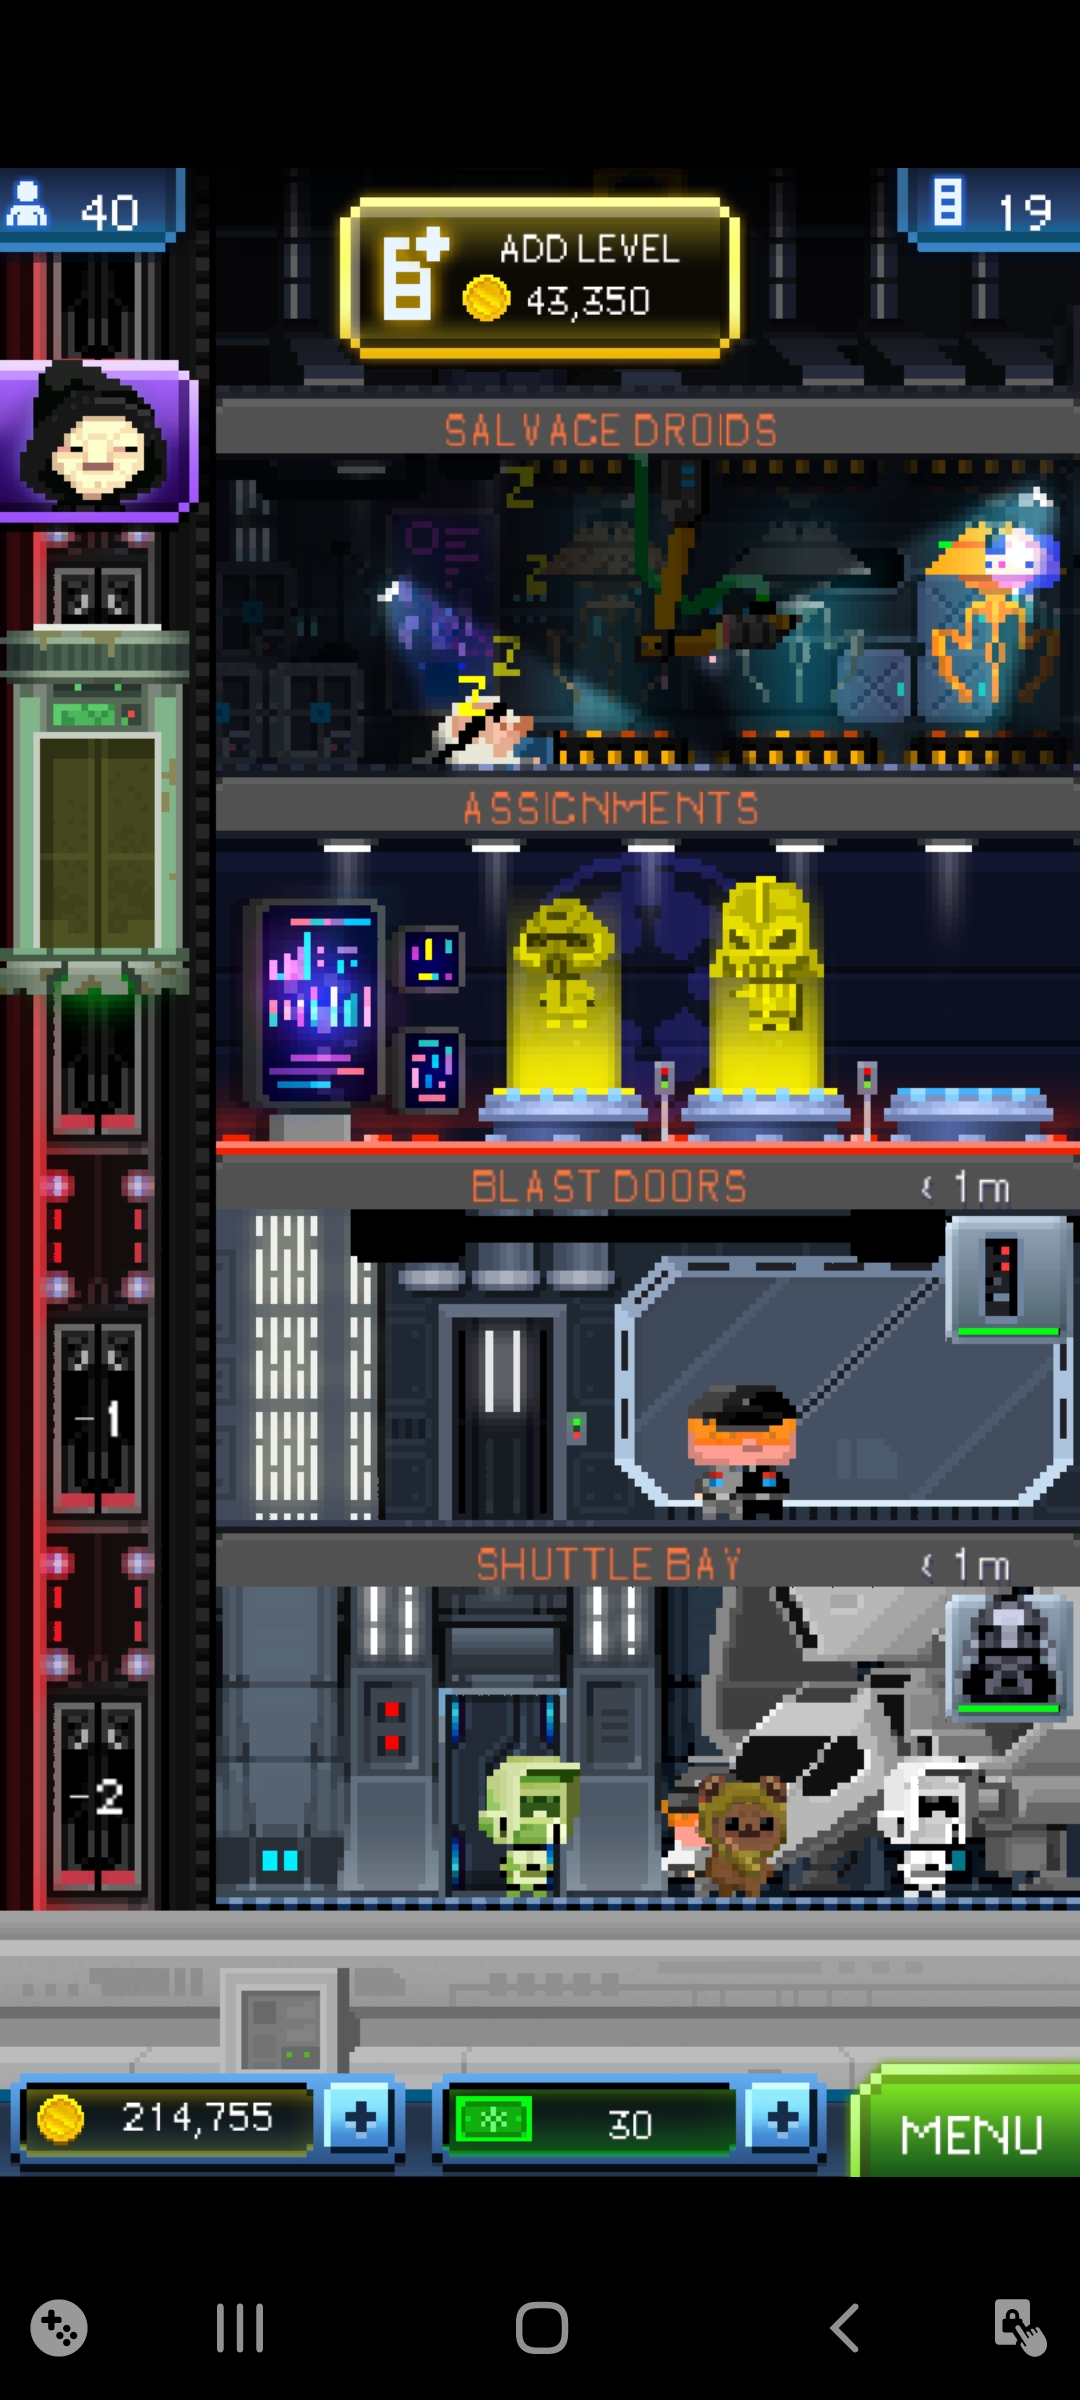 40
ADD LEVEL
43,350
19
SALVAGE DROIDS
Z
Z
Z
Z
ASSIGNMENTS
BLAST DOORS < 1m
-1
SHUTTLE BAY < 1m
-2
214,755 +
30 +
MENU